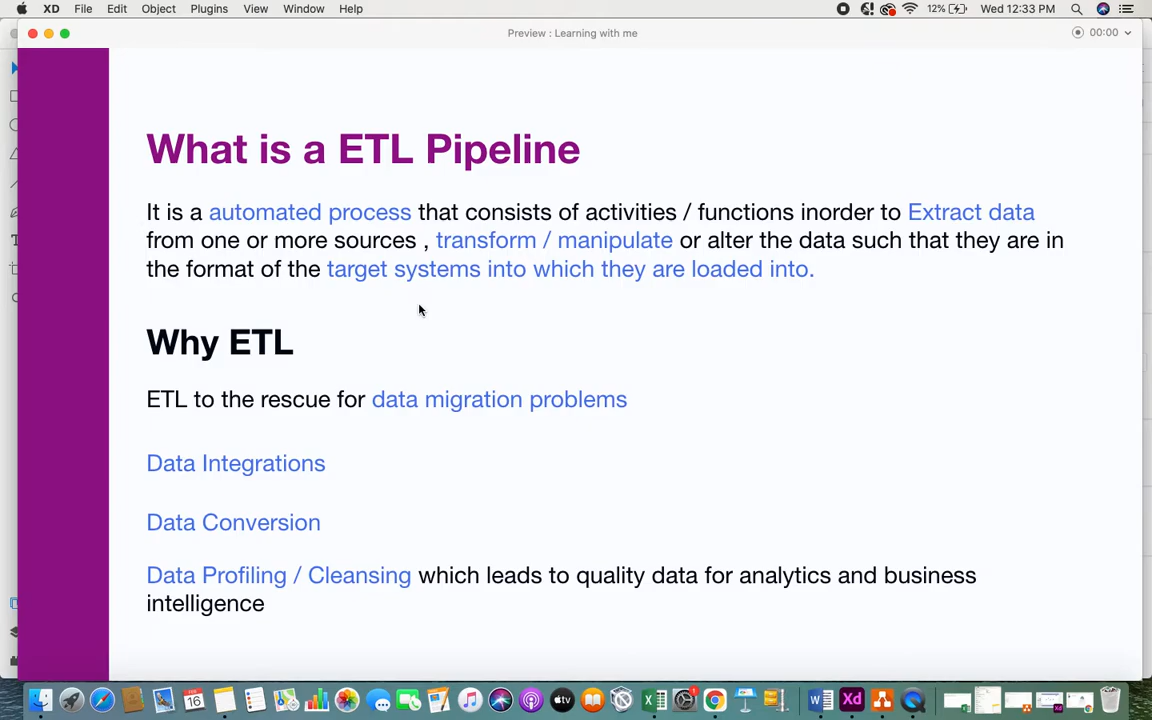 XD File Edit Object Plugins View Window Help 12% Wed 12:33 PM
Preview : Learning with me 00:00
What is a ETL Pipeline
It is a automated process that consists of activities / functions inorder to Extract data
from one or more sources , transform / manipulate or alter the data such that they are in
the format of the target systems into which they are loaded into.
Why ETL
ETL to the rescue for data migration problems
Data Integrations
Data Conversion
Data Profiling / Cleansing which leads to quality data for analytics and business
intelligence
16
tv
W Xd